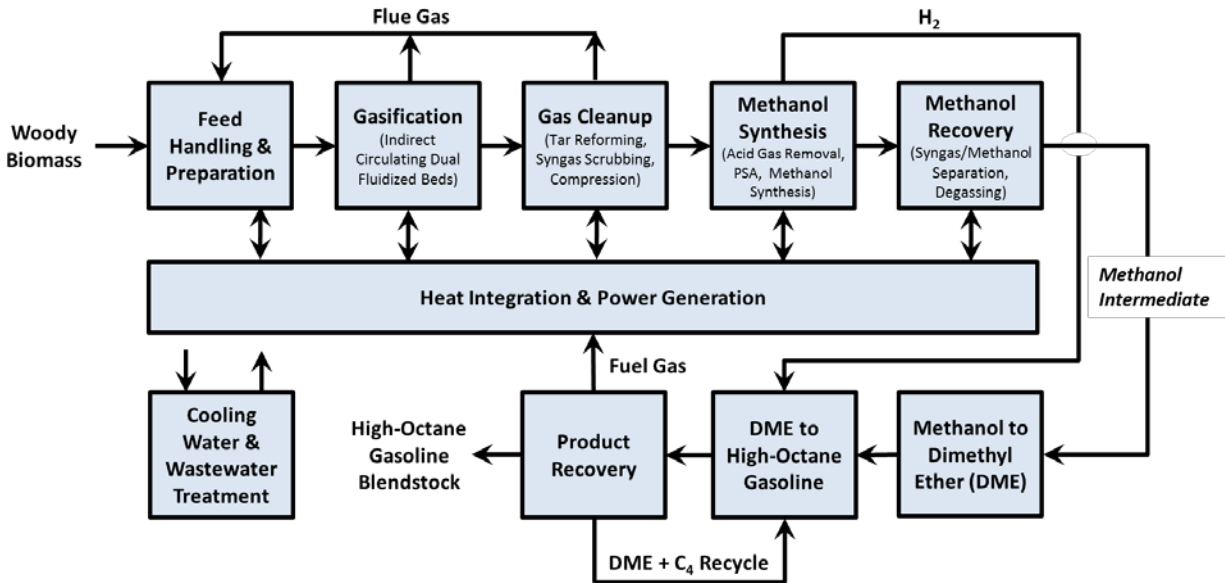 Flue Gas
H₂
Woody
Biomass
Feed
Handling &
Preparation
Gasification
(Indirect
Circulating Dual
Fluidized Beds)
Gas Cleanup
(Tar Reforming,
Syngas Scrubbing,
Compression)
Methanol
Synthesis
(Acid Gas Removal,
PSA, Methanol
Synthesis)
Methanol
Recovery
(Syngas/Methanol
Separation,
Degassing)
Heat Integration & Power Generation
Methanol
Intermediate
Fuel Gas
Cooling
Water &
Wastewater
Treatment
High-Octane
Gasoline
Blendstock
Product
Recovery
DME to
High-Octane
Gasoline
Methanol to
Dimethyl
Ether (DME)
DME + C₄ Recycle